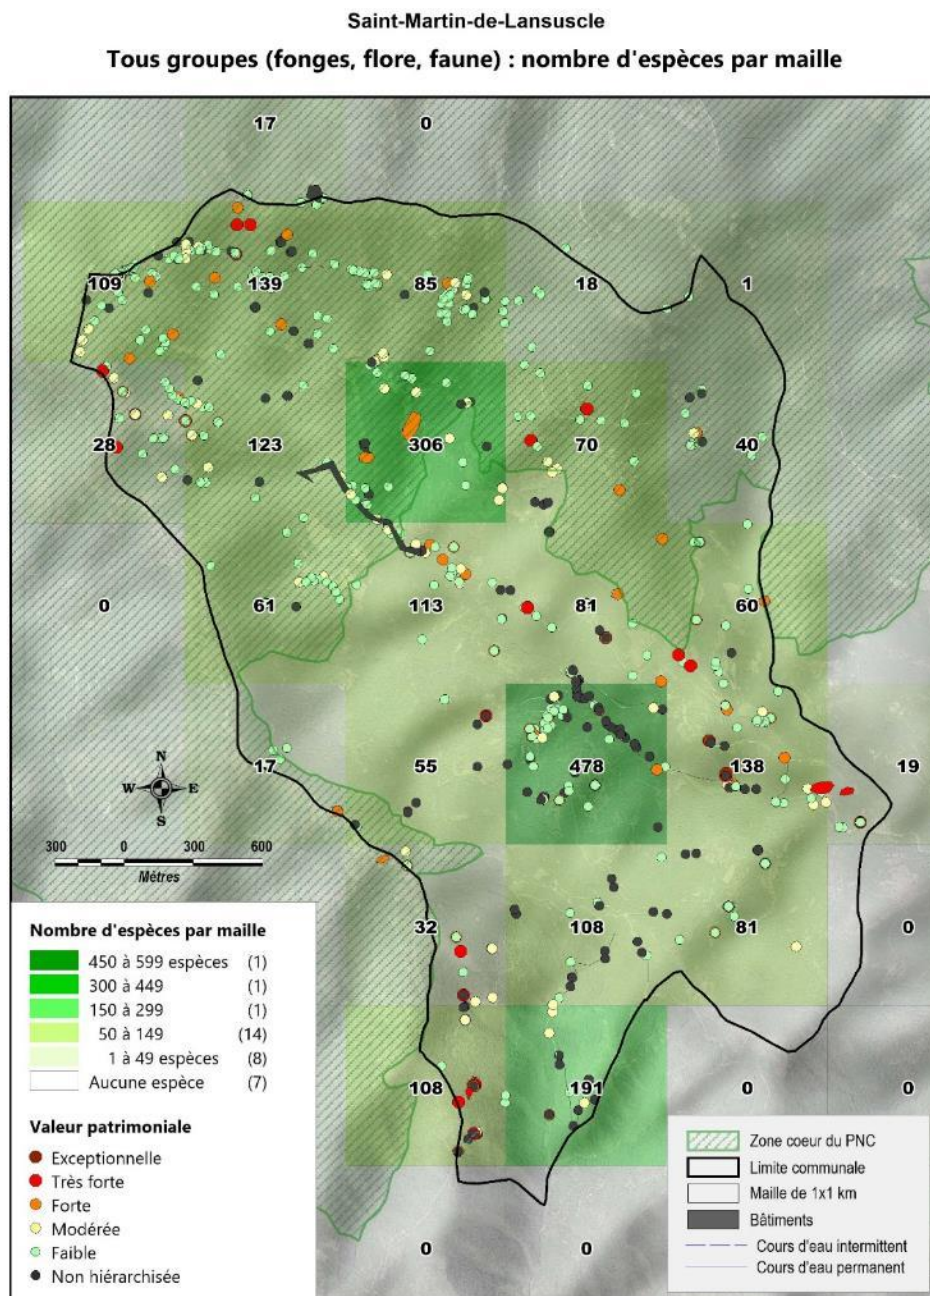 Saint-Martin-de-Lansuscle
Tous groupes (fonges, flore, faune) : nombre d'espèces par maille
17 0
109 139 85 18 1
28 123 306 70 40
0 61 113 81 60
17 55 478 138 19
32 108 81 0
108 191 0 0
0 0
N
W E
S
300 0 300 600
Mètres
Nombre d'espèces par maille
450 à 599 espèces (1)
300 à 449 (1)
150 à 299 (1)
50 à 149 (14)
1 à 49 espèces (8)
Aucune espèce (7)
Valeur patrimoniale
Exceptionnelle
Très forte
Forte
Modérée
Faible
Non hiérarchisée
Zone coeur du PNC
Limite communale
Maille de 1x1 km
Bâtiments
Cours d'eau intermittent
Cours d'eau permanent